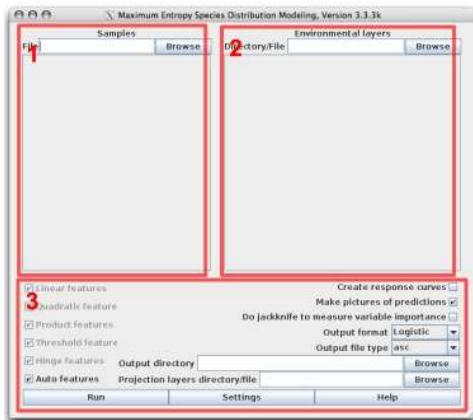 Maximum Entropy Species Distribution Modeling, Version 3.3.3k
Samples
File Browse
1
Environmental layers
Directory/File Browse
2
3
Linear features
Quadratic feature
Product features
Threshold feature
Hinge features
Auto features
Create response curves
Make pictures of predictions
Do jackknife to measure variable importance
Output format Logistic
Output file type asc
Output directory Browse
Projection layers directory/file Browse
Run Settings Help